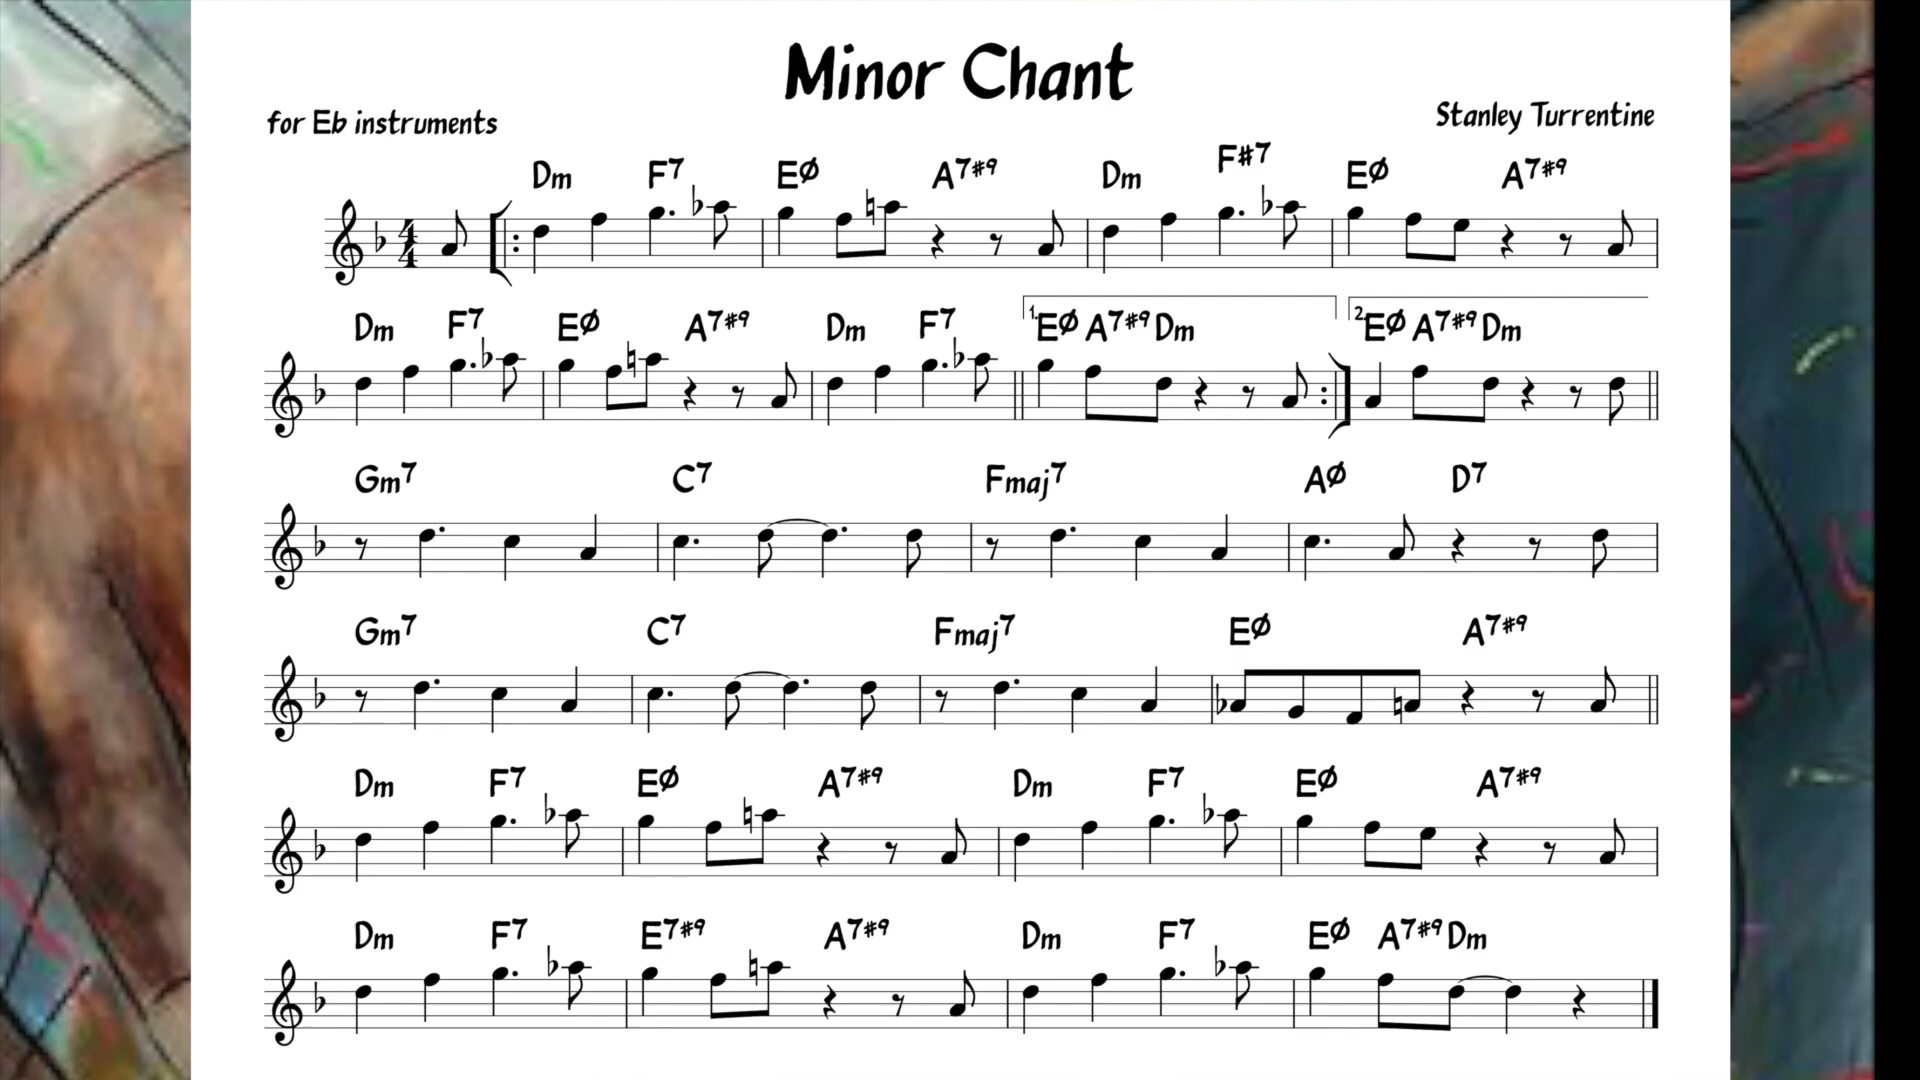 Minor Chant
for Eb instruments
Stanley Turrentine
Dm F7 EØ A7#9 Dm F#7 EØ A7#9
4
4
Dm F7 EØ A7#9 Dm F7 1. EØ A7#9 Dm 2. EØ A7#9 Dm
Gm7 C7 Fmaj7 AØ D7
Gm7 C7 Fmaj7 EØ A7#9
Dm F7 EØ A7#9 Dm F7 EØ A7#9
Dm F7 E7#9 A7#9 Dm F7 EØ A7#9 Dm